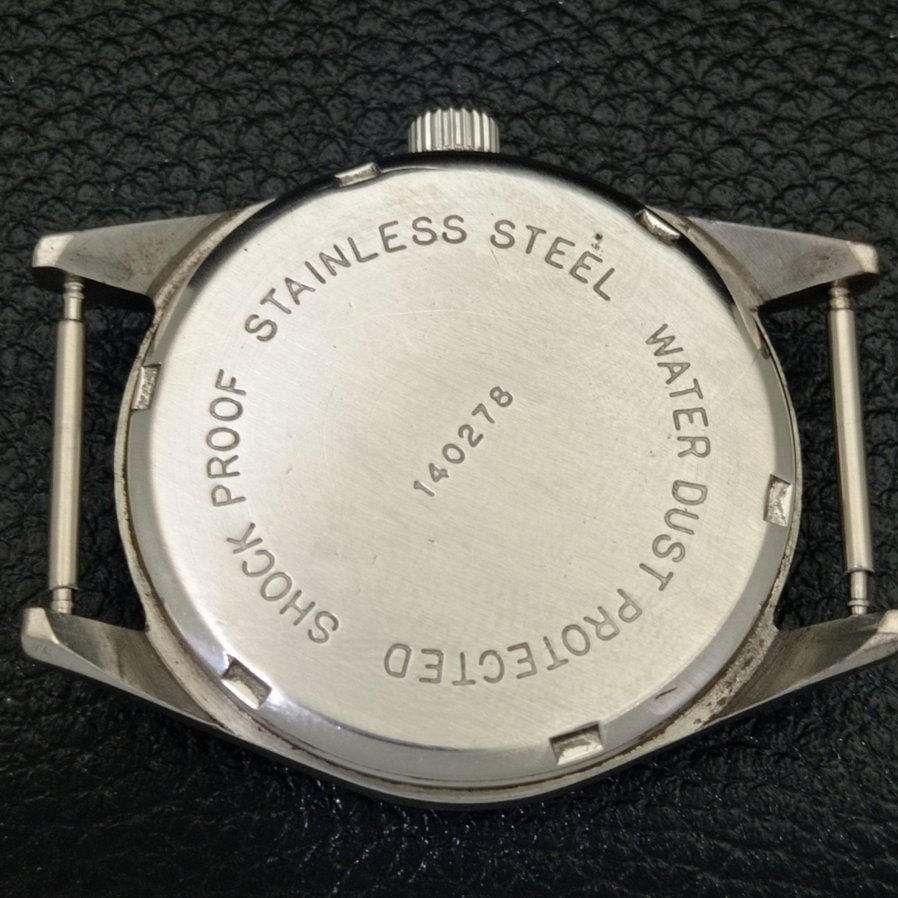 SHOCK PROOF STAINLESS STEEL WATER DUST PROTECTED
140278